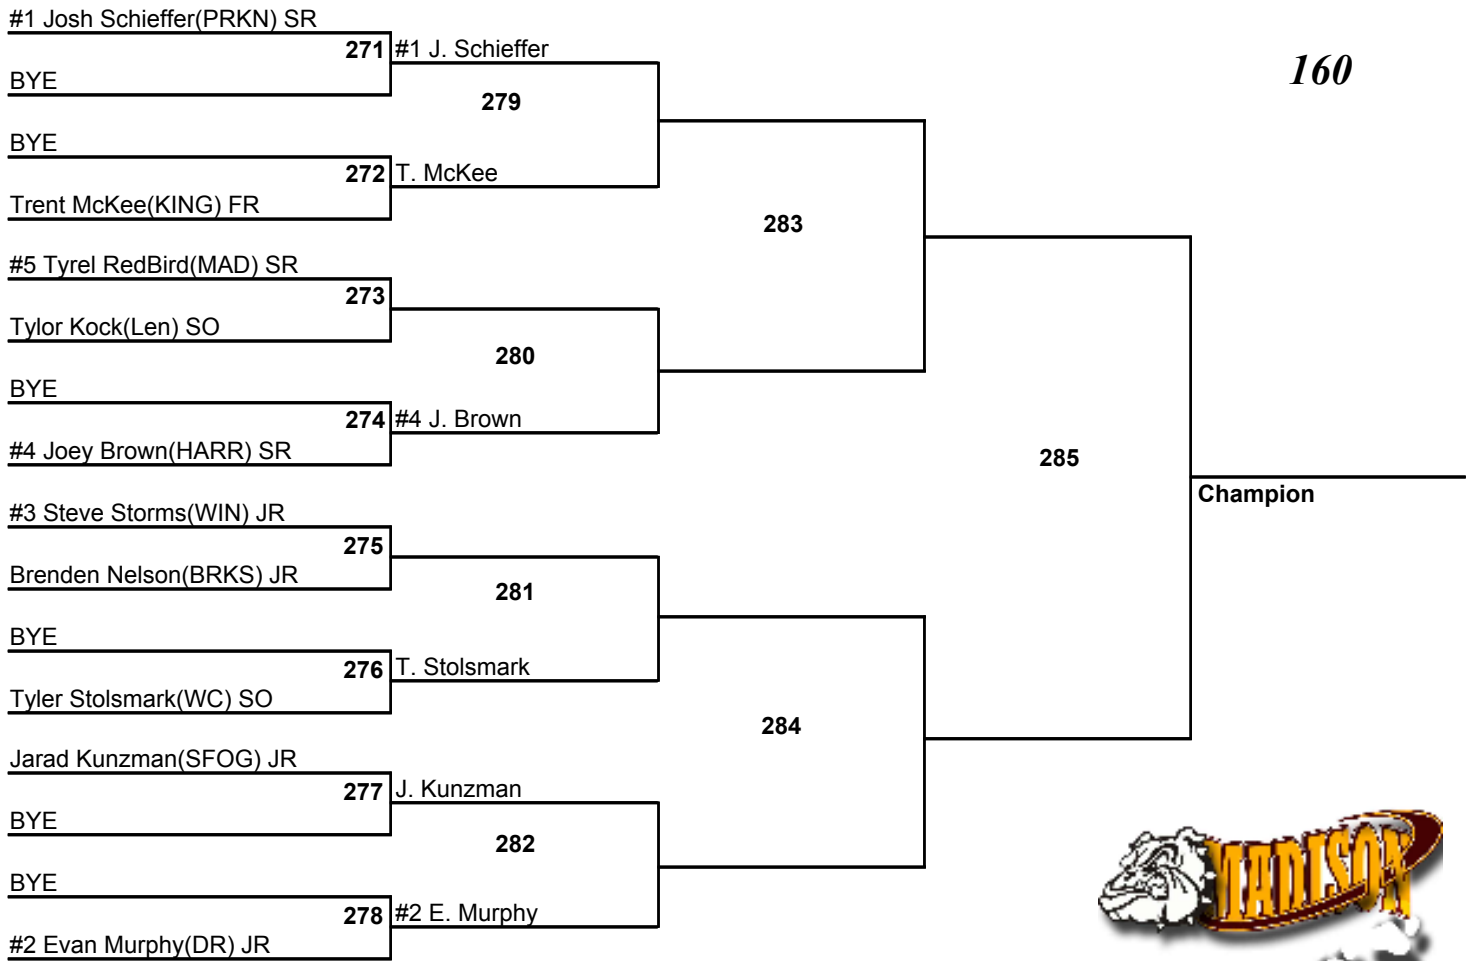 #1 Josh Schieffer(PRKN) SR
271 #1 J. Schieffer
160
BYE
279
BYE
272 T. McKee
Trent McKee(KING) FR
283
#5 Tyrel RedBird(MAD) SR
273
Tylor Kock(Len) SO
280
BYE
274 #4 J. Brown
#4 Joey Brown(HARR) SR
285
Champion
#3 Steve Storms(WIN) JR
275
Brenden Nelson(BRKS) JR
281
BYE
276 T. Stolsmark
Tyler Stolsmark(WC) SO
284
Jarad Kunzman(SFOG) JR
277 J. Kunzman
BYE
282
BYE
278 #2 E. Murphy
#2 Evan Murphy(DR) JR
MADISON